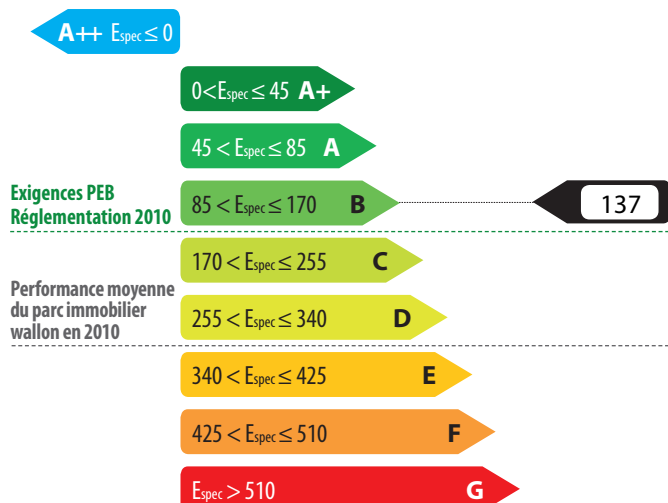 A++ Espec ≤ 0
0<Espec ≤ 45 A+
45 < Espec ≤ 85 A
Exigences PEB
Réglementation 2010
85 < Espec ≤ 170 B
137
170 < Espec ≤ 255 C
Performance moyenne
du parc immobilier
wallon en 2010
255 < Espec ≤ 340 D
340 < Espec ≤ 425 E
425 < Espec ≤ 510 F
Espec > 510 G